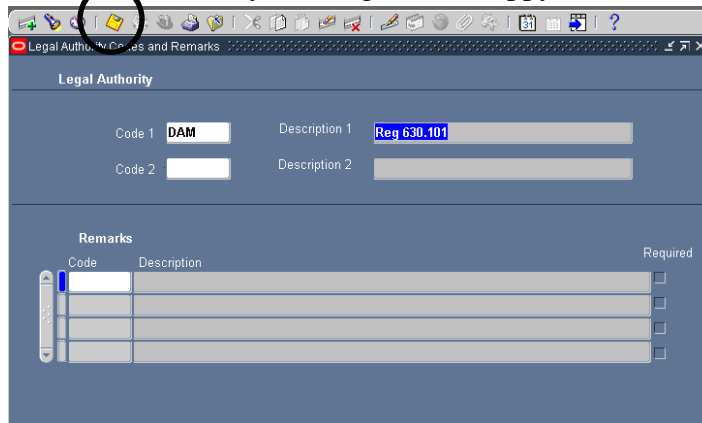 31
?
Legal Authority Codes and Remarks
Legal Authority
Code 1 DAM Description 1 Reg 630.101
Code 2 Description 2
Remarks
Required
Code Description